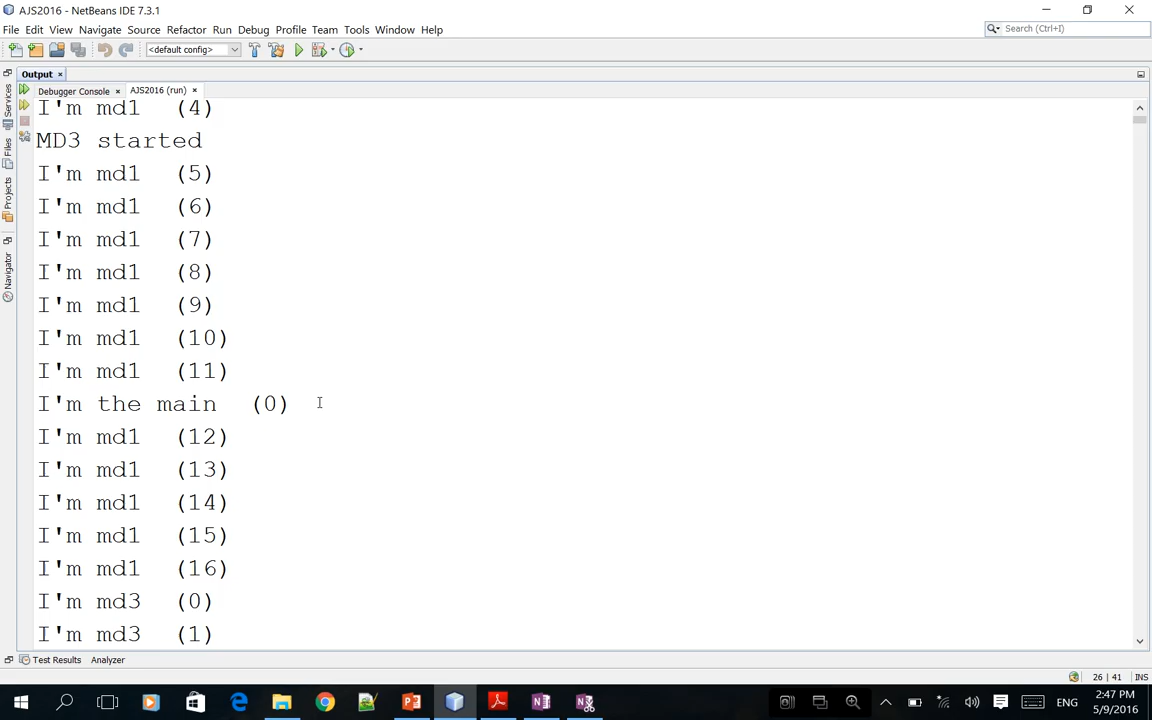 AJS2016 - NetBeans IDE 7.3.1
File Edit View Navigate Source Refactor Run Debug Profile Team Tools Window Help
Search (Ctrl+I)
<default config>
Output
Debugger Console
AJS2016 (run)
Services
Files
Projects
Navigator
I'm md1 (4)
MD3 started
I'm md1 (5)
I'm md1 (6)
I'm md1 (7)
I'm md1 (8)
I'm md1 (9)
I'm md1 (10)
I'm md1 (11)
I'm the main (0)
I'm md1 (12)
I'm md1 (13)
I'm md1 (14)
I'm md1 (15)
I'm md1 (16)
I'm md3 (0)
I'm md3 (1)
Test Results Analyzer
26 | 41 INS
ENG
2:47 PM
5/9/2016